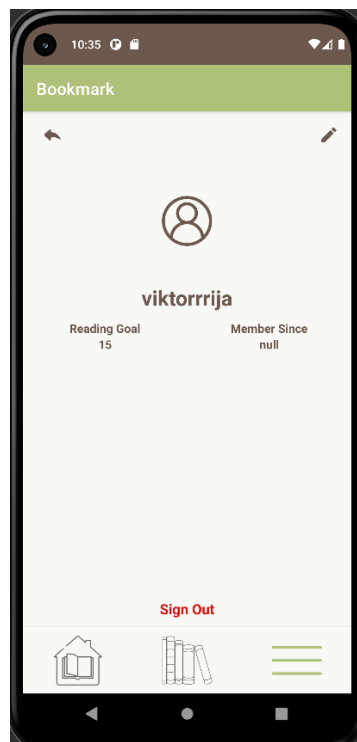 10:35
Bookmark
viktorrrija
Reading Goal
15
Member Since
null
Sign Out